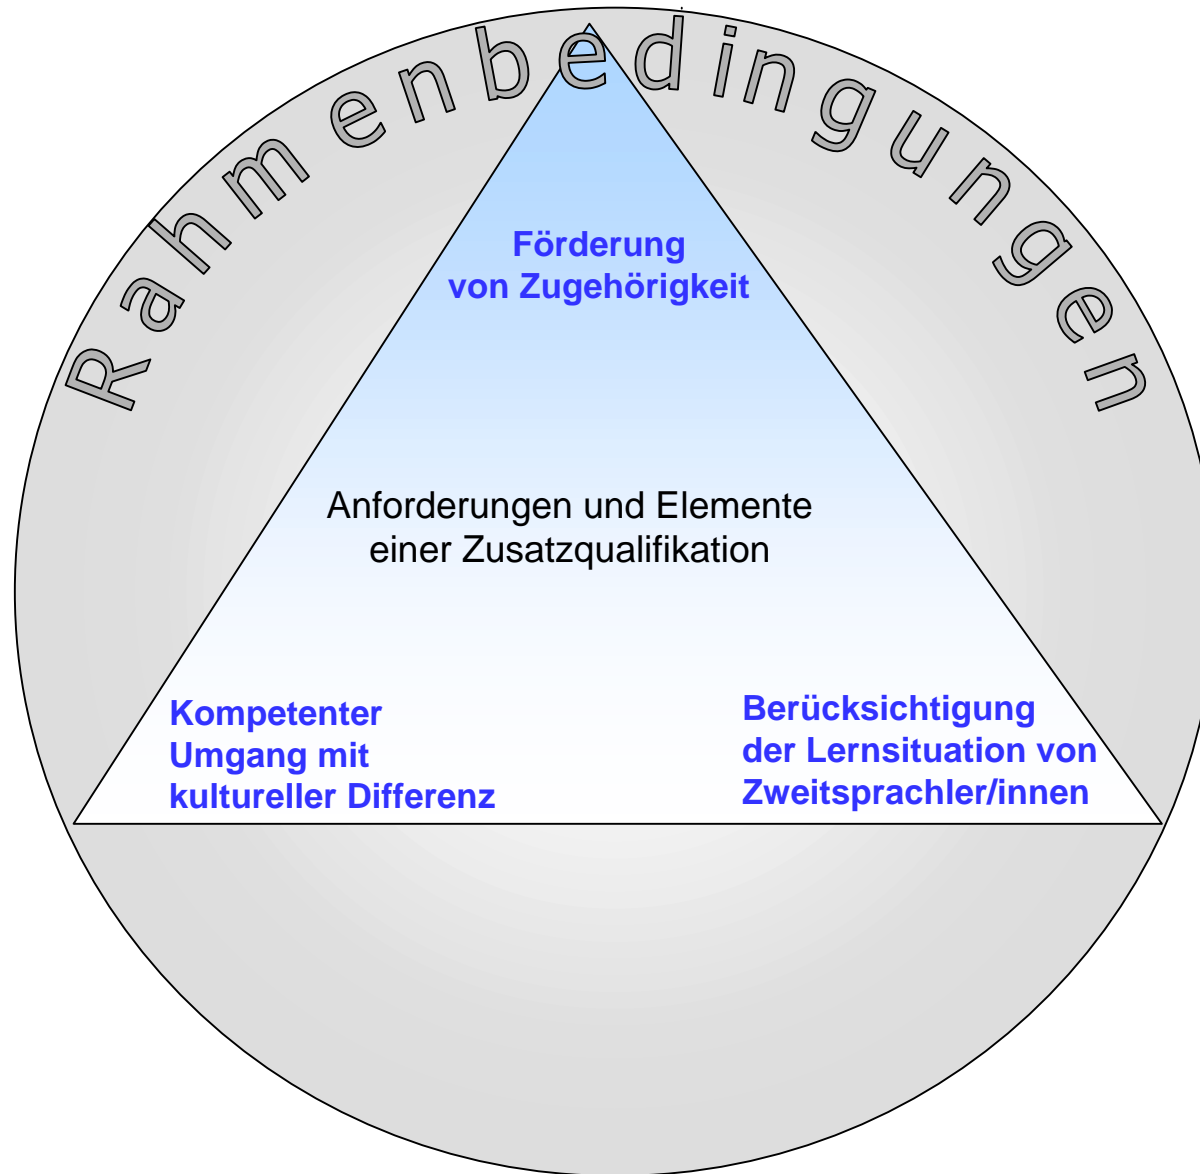 Rahmenbedingungen
Förderung
von Zugehörigkeit
Anforderungen und Elemente
einer Zusatzqualifikation
Kompetenter
Umgang mit
kultureller Differenz
Berücksichtigung
der Lernsituation von
Zweitsprachler/innen